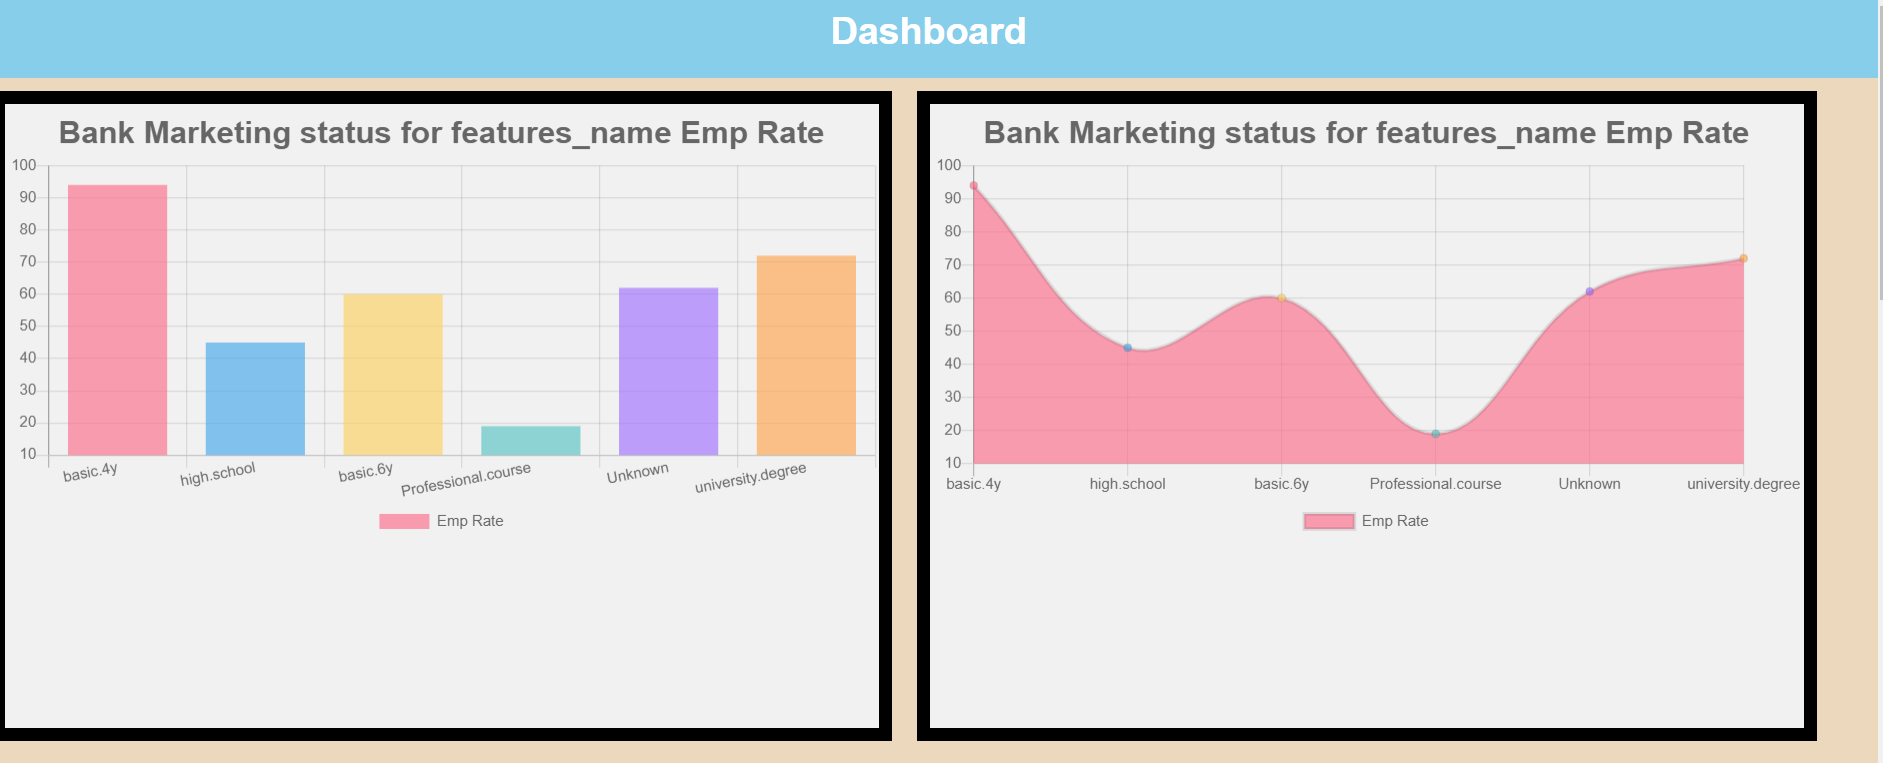 Dashboard
Bank Marketing status for features_name Emp Rate
100
90
80
70
60
50
40
30
20
10
basic.4y
high.school
basic.6y
Professional.course
Unknown
university.degree
Emp Rate
Bank Marketing status for features_name Emp Rate
100
90
80
70
60
50
40
30
20
10
basic.4y
high.school
basic.6y
Professional.course
Unknown
university.degree
Emp Rate